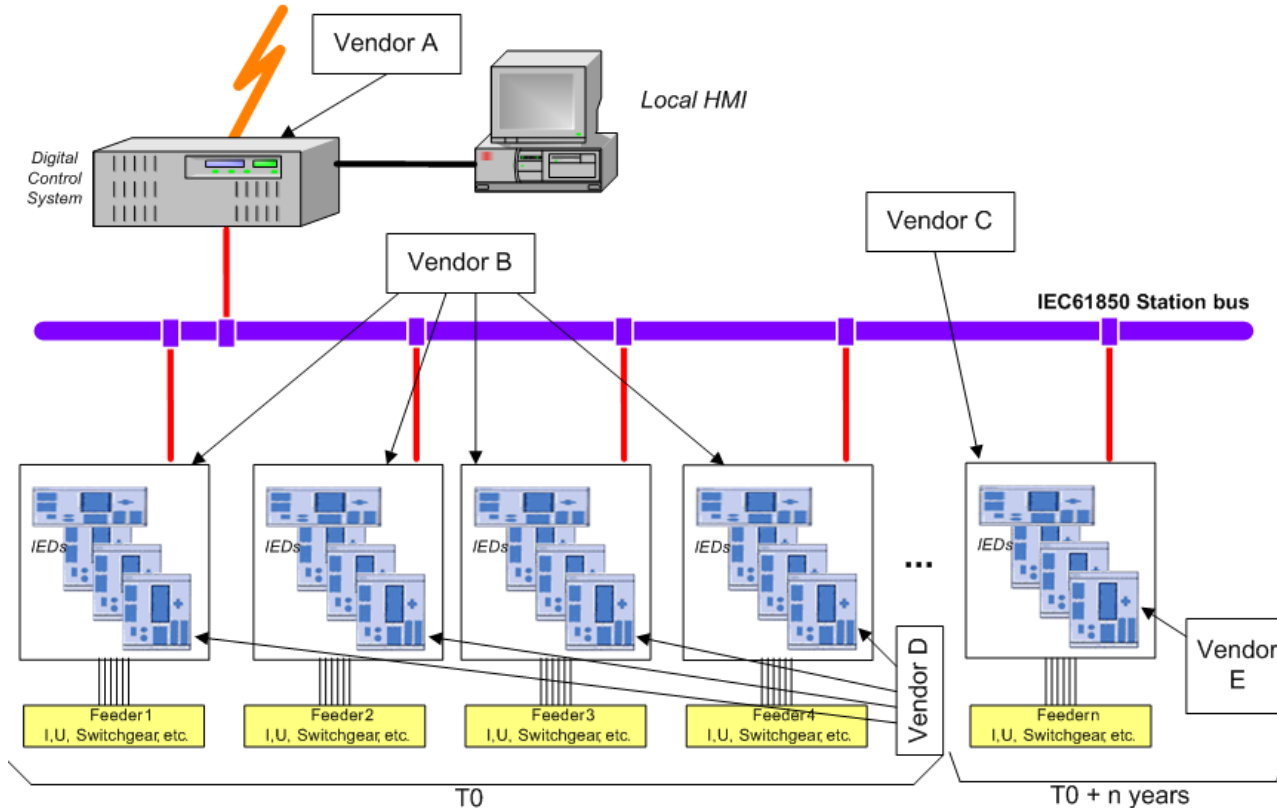 Vendor A
Local HMI
Digital
Control
System
Vendor C
Vendor B
IEC61850 Station bus
IEDs
IEDs
IEDs
IEDs
IEDs
...
Vendor D
Vendor
E
Feeder1
I,U, Switchgear, etc.
Feeder2
I,U, Switchgear, etc.
Feeder3
I,U, Switchgear, etc.
Feeder4
I,U, Switchgear, etc.
Feedern
I,U, Switchgear, etc.
T0
T0 + n years